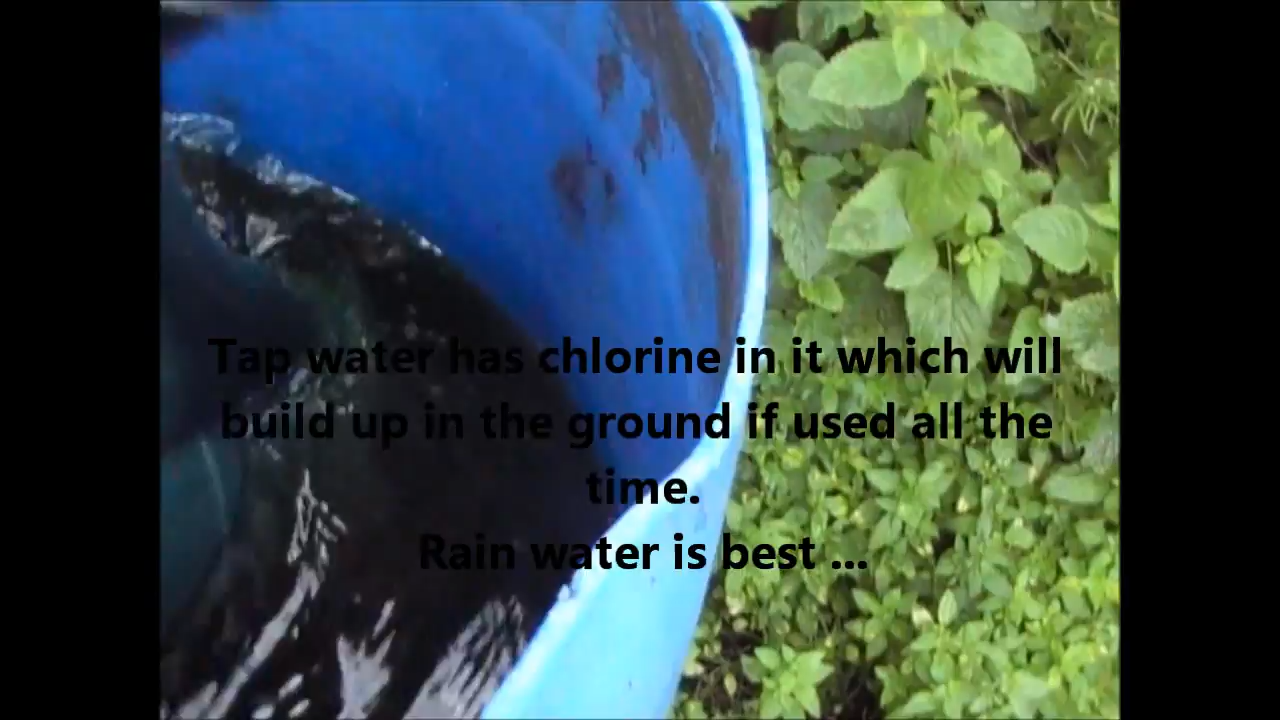 Tap water has chlorine in it which will
build up in the ground if used all the
time.
Rain water is best ...